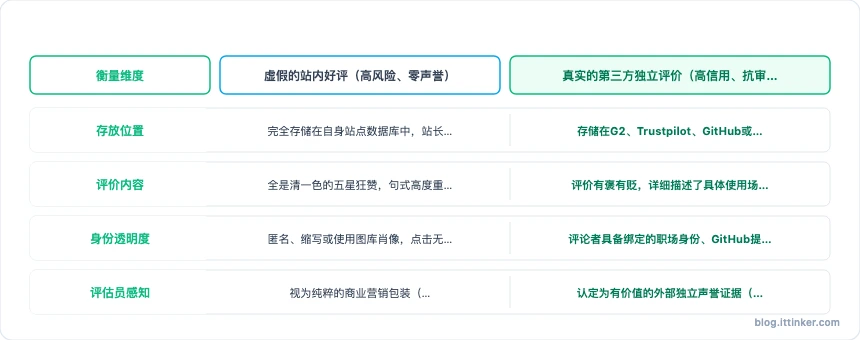 衡量维度
虚假的站内好评（高风险、零声誉）
真实的第三方独立评价（高信用、抗审...
存放位置
完全存储在自身站点数据库中，站长...
存储在G2、Trustpilot、GitHub或...
评价内容
全是清一色的五星狂赞，句式高度重...
评价有褒有贬，详细描述了具体使用场...
身份透明度
匿名、缩写或使用图库肖像，点击无...
评论者具备绑定的职场身份、GitHub提...
评估员感知
视为纯粹的商业营销包装（...
认定为有价值的外部独立声誉证据（...
blog.ittinker.com